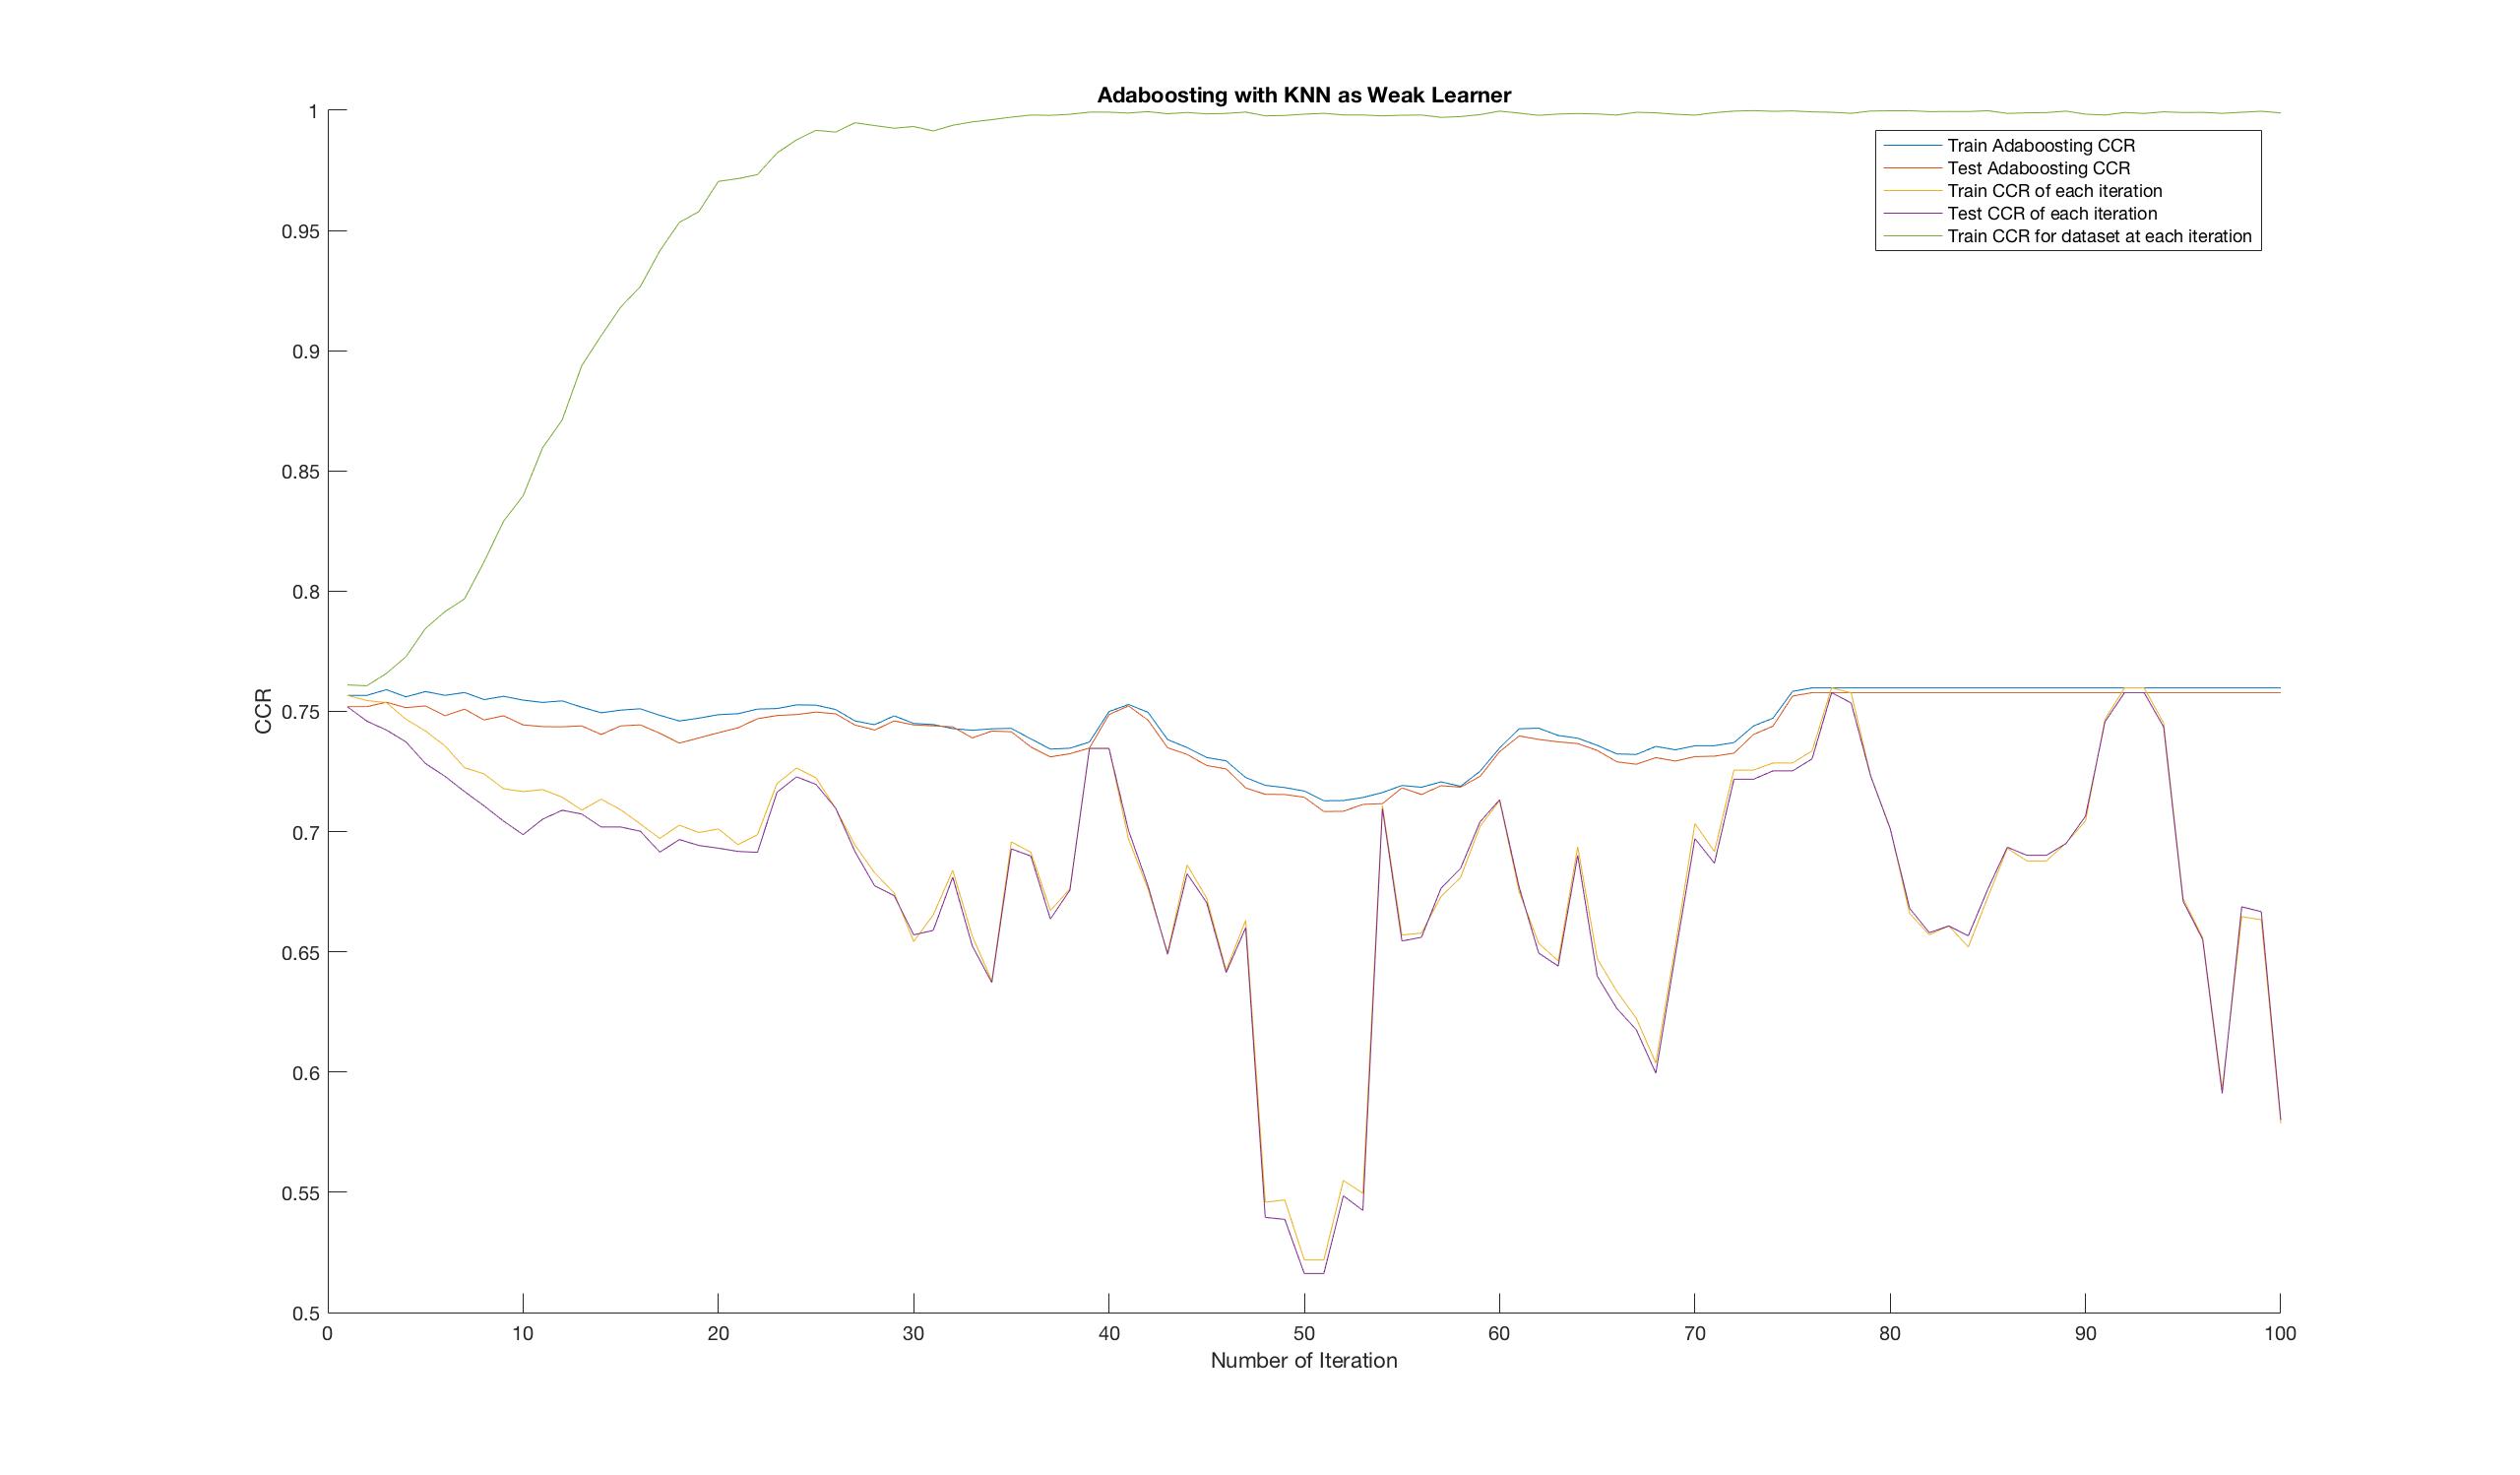 Adaboosting with KNN as Weak Learner
1
0.95
0.9
0.85
0.8
0.75
0.7
0.65
0.6
0.55
0.5
CCR
Train Adaboosting CCR
Test Adaboosting CCR
Train CCR of each iteration
Test CCR of each iteration
Train CCR for dataset at each iteration
0 10 20 30 40 50 60 70 80 90 100
Number of Iteration